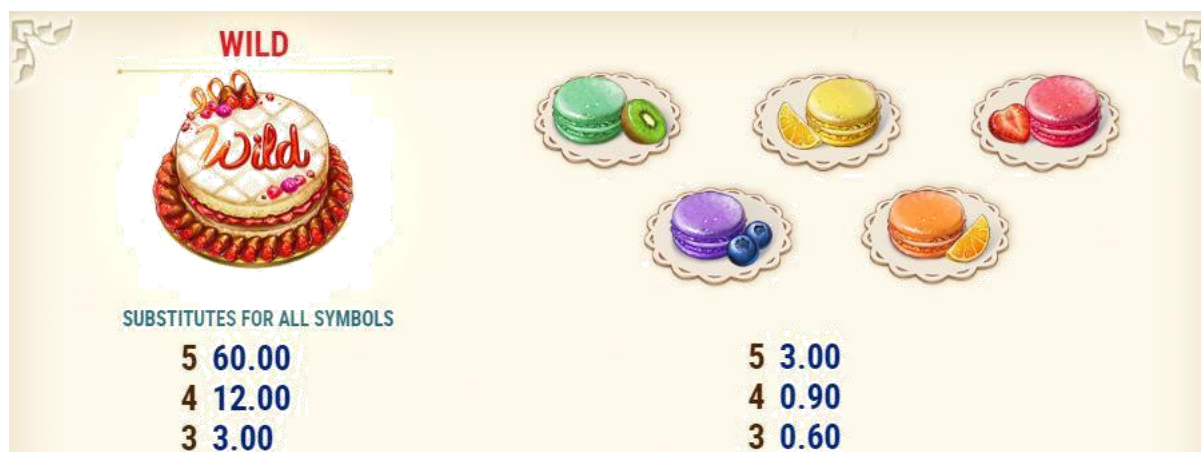 WILD
Wild
SUBSTITUTES FOR ALL SYMBOLS
5 60.00
4 12.00
3 3.00
5 3.00
4 0.90
3 0.60